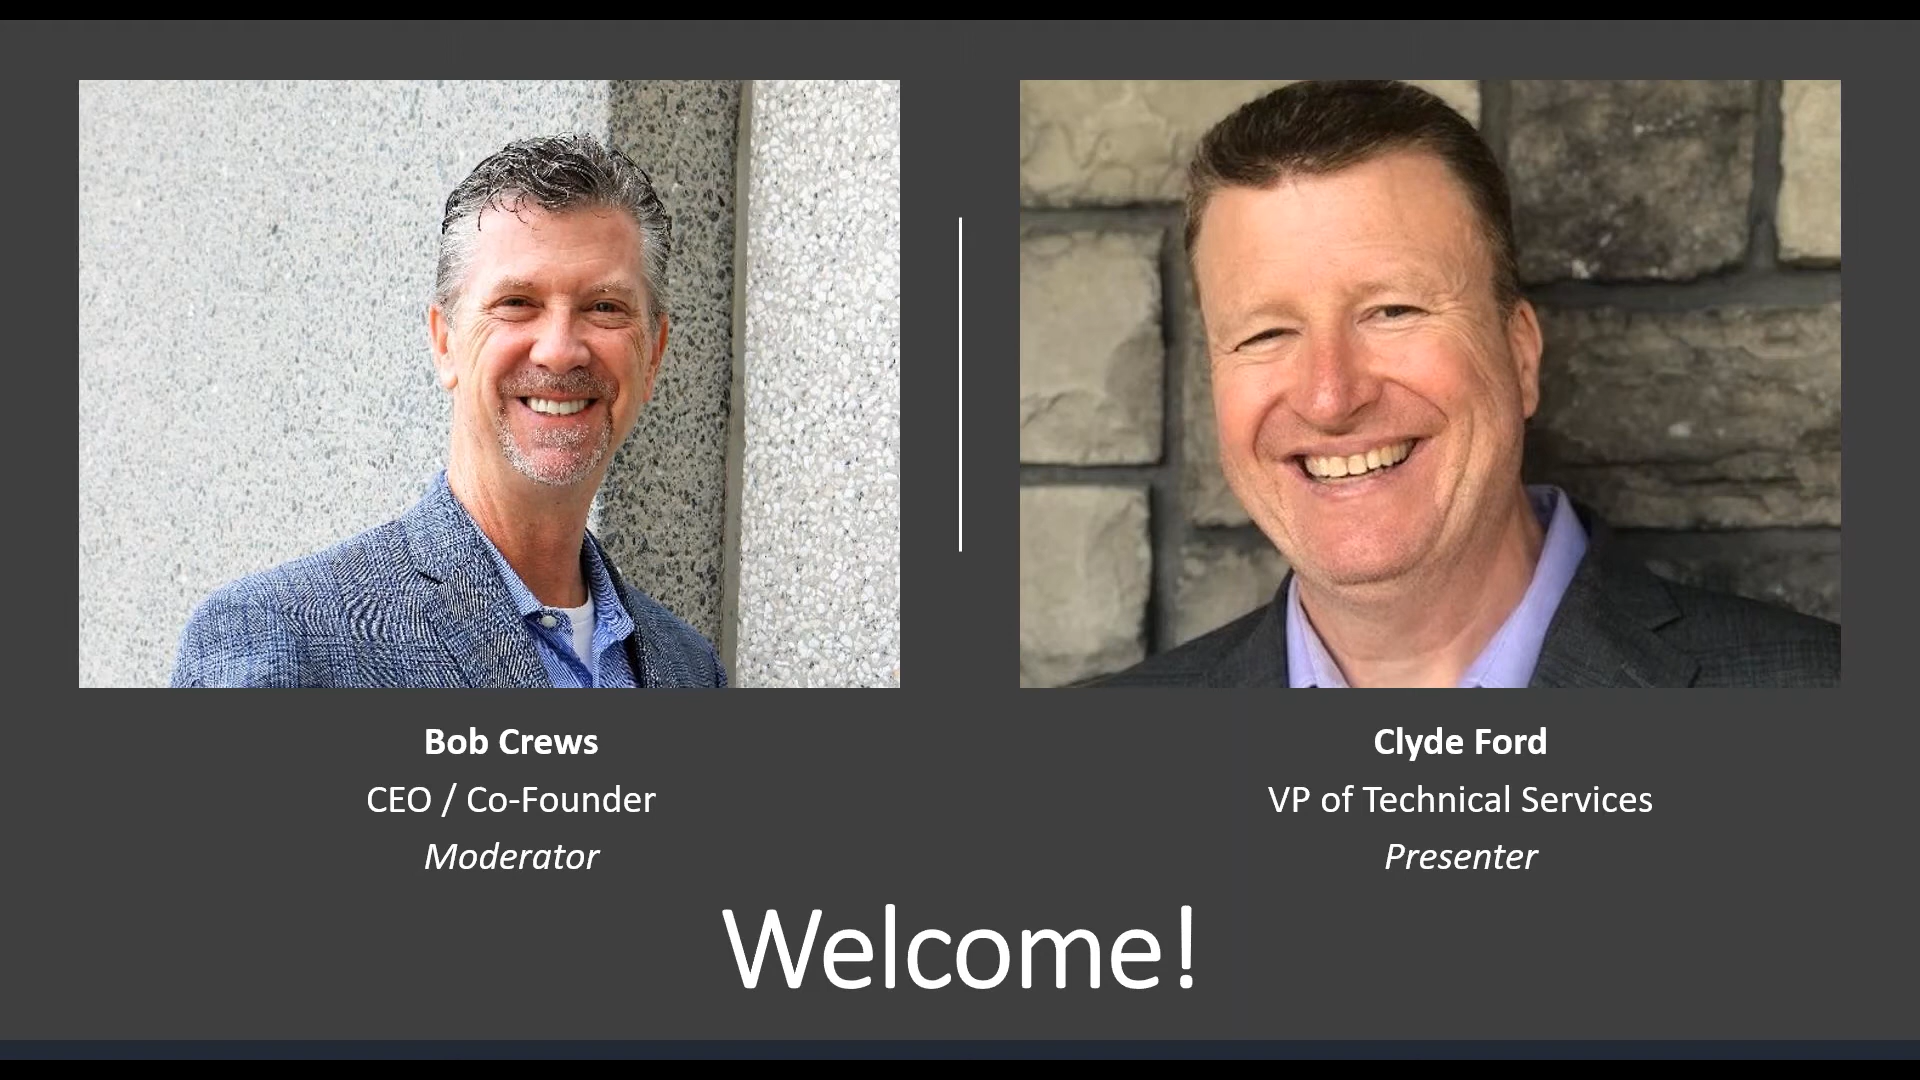 Bob Crews
CEO / Co-Founder
Moderator
Clyde Ford
VP of Technical Services
Presenter
Welcome!